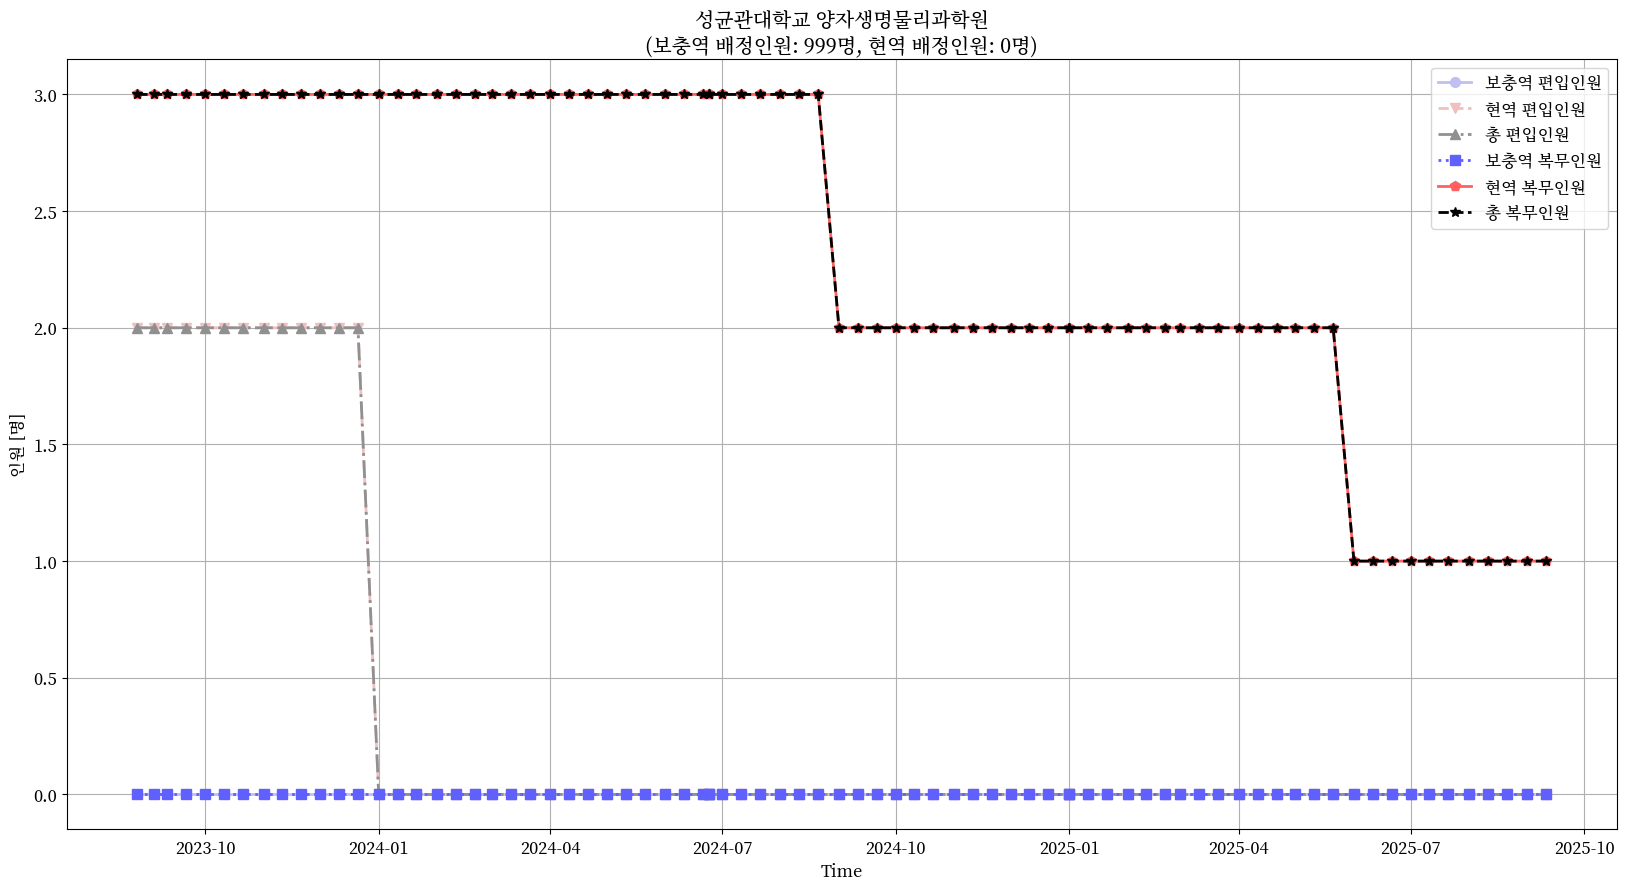 성균관대학교 양자생명물리과학원
(보충역 배정인원: 999명, 현역 배정인원: 0명)
보충역 편입인원
현역 편입인원
총 편입인원
보충역 복무인원
현역 복무인원
총 복무인원
인원 [명]
3.0
2.5
2.0
1.5
1.0
0.5
0.0
2023-10
2024-01
2024-04
2024-07
2024-10
2025-01
2025-04
2025-07
2025-10
Time